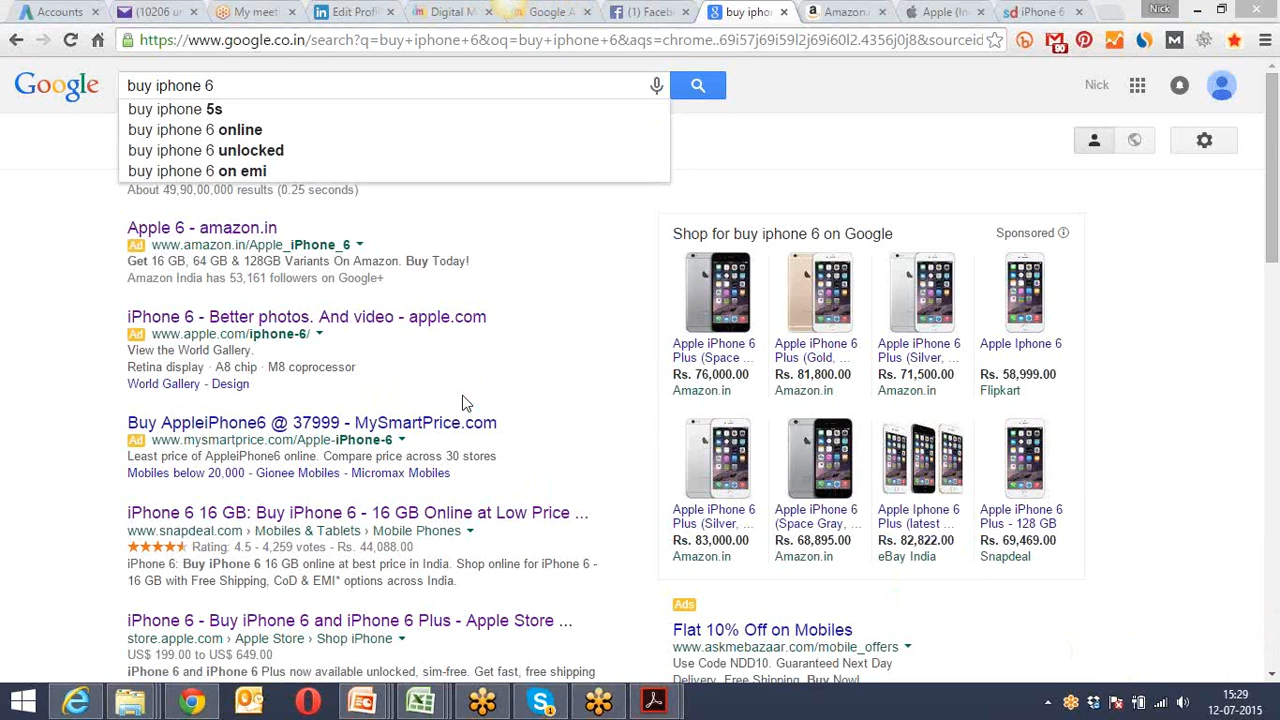 Accounts
(10206 u
My meet
Edit Profi
Digital M
Google A
(1) Faceb
buy ipho
Amazon.
Apple (In
iPhone 6
Nick
https://www.google.co.in/search?q=buy+iphone+6&oq=buy+iphone+6&aqs=chrome..69i57j69i59l2j69i60l2.4356j0j8&sourceid
90
Google
buy iphone 6
Nick
buy iphone 5s
buy iphone 6 online
buy iphone 6 unlocked
buy iphone 6 on emi
About 49,90,00,000 results (0.25 seconds)
Apple 6 - amazon.in
Ad www.amazon.in/Apple_iPhone_6
Get 16 GB, 64 GB & 128GB Variants On Amazon. Buy Today!
Amazon India has 53,161 followers on Google+
iPhone 6 - Better photos. And video - apple.com
Ad www.apple.com/iphone-6/
View the World Gallery.
Retina display · A8 chip · M8 coprocessor
World Gallery - Design
Buy AppleiPhone6 @ 37999 - MySmartPrice.com
Ad www.mysmartprice.com/Apple-iPhone-6
Least price of AppleiPhone6 online. Compare price across 30 stores
Mobiles below 20,000 - Gionee Mobiles - Micromax Mobiles
iPhone 6 16 GB: Buy iPhone 6 - 16 GB Online at Low Price ...
www.snapdeal.com › Mobiles & Tablets › Mobile Phones
Rating: 4.5 - 4,259 votes - Rs. 44,088.00
iPhone 6: Buy iPhone 6 16 GB online at best price in India. Shop online for iPhone 6 -
16 GB with Free Shipping, CoD & EMI* options across India.
iPhone 6 - Buy iPhone 6 and iPhone 6 Plus - Apple Store ...
store.apple.com › Apple Store › Shop iPhone
US$ 199.00 to US$ 649.00
iPhone 6 and iPhone 6 Plus now available unlocked, sim-free. Get fast, free shipping
Shop for buy iphone 6 on Google
Sponsored
Apple iPhone 6
Plus (Space ...
Rs. 76,000.00
Amazon.in
Apple iPhone 6
Plus (Gold, ...
Rs. 81,800.00
Amazon.in
Apple iPhone 6
Plus (Silver, ...
Rs. 71,500.00
Amazon.in
Apple Iphone 6
Rs. 58,999.00
Flipkart
Apple iPhone 6
Plus (Silver, ...
Rs. 83,000.00
Amazon.in
Apple iPhone 6
(Space Gray, ...
Rs. 68,895.00
Amazon.in
Apple Iphone 6
Plus (latest ...
Rs. 82,822.00
eBay India
Apple iPhone 6
Plus - 128 GB
Rs. 69,469.00
Snapdeal
Ads
Flat 10% Off on Mobiles
www.askmebazaar.com/mobile_offers
Use Code NDD10. Guaranteed Next Day
Delivery. Free Shipping. Buy Now!
15:29
12-07-2015